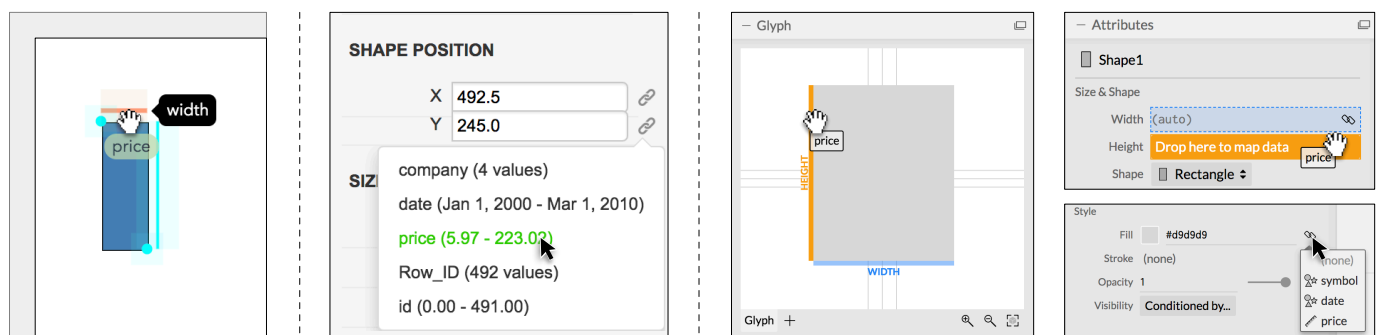 width
price
SHAPE POSITION
X 492.5
Y 245.0
SIZ
company (4 values)
date (Jan 1, 2000 - Mar 1, 2010)
price (5.97 - 223.02)
Row_ID (492 values)
id (0.00 - 491.00)
Glyph
price
HEIGHT
WIDTH
Glyph +
Attributes
Shape1
Size & Shape
Width (auto)
Height Drop here to map data
price
Shape Rectangle
Style
Fill #d9d9d9
Stroke (none)
(none)
Opacity 1
symbol
date
Visibility Conditioned by...
price